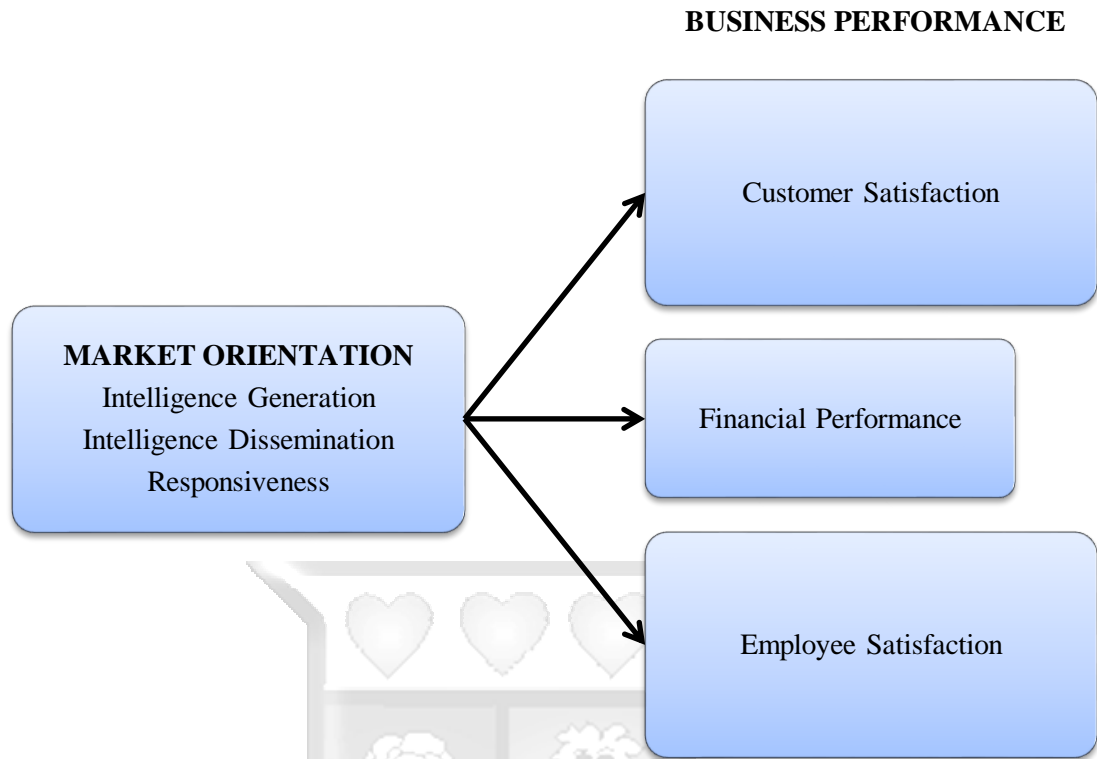 BUSINESS PERFORMANCE
Customer Satisfaction
MARKET ORIENTATION
Intelligence Generation
Intelligence Dissemination
Responsiveness
Financial Performance
Employee Satisfaction